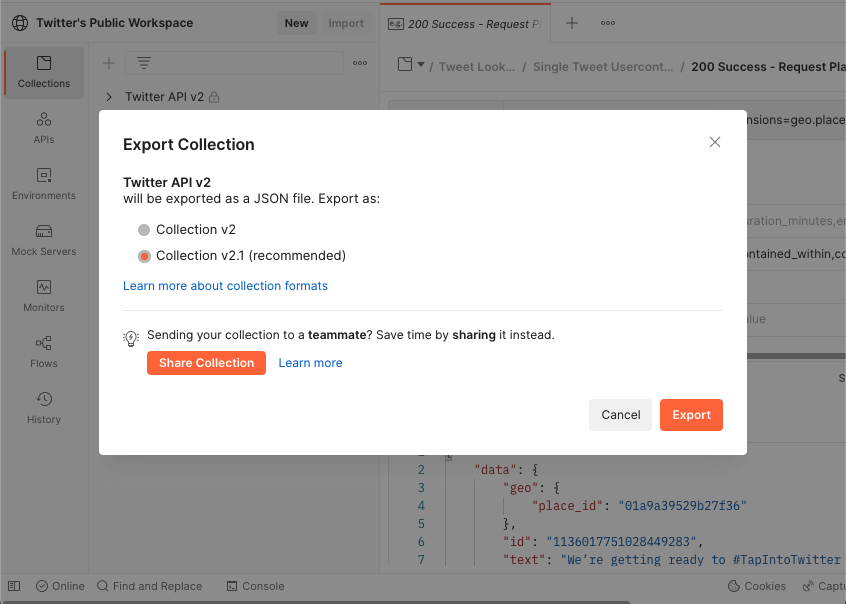 Twitter's Public Workspace
New
Import
e.g. 200 Success - Request P
Collections
Twitter API v2
/ Tweet Look... / Single Tweet Usercont... / 200 Success - Request Pla
nsions=geo.place
APIs
Environments
Mock Servers
Monitors
Flows
History
Export Collection
Twitter API v2
will be exported as a JSON file. Export as:
Collection v2
Collection v2.1 (recommended)
Learn more about collection formats
Sending your collection to a teammate? Save time by sharing it instead.
Share Collection
Learn more
Cancel
Export
uration_minutes,en
ontained_within,co
alue
S
2 "data": {
3 "geo": {
4 "place_id": "01a9a39529b27f36"
5 },
6 "id": "1136017751028449283",
7 "text": "We're getting ready to #TapIntoTwitter
Online
Find and Replace
Console
Cookies
Captu